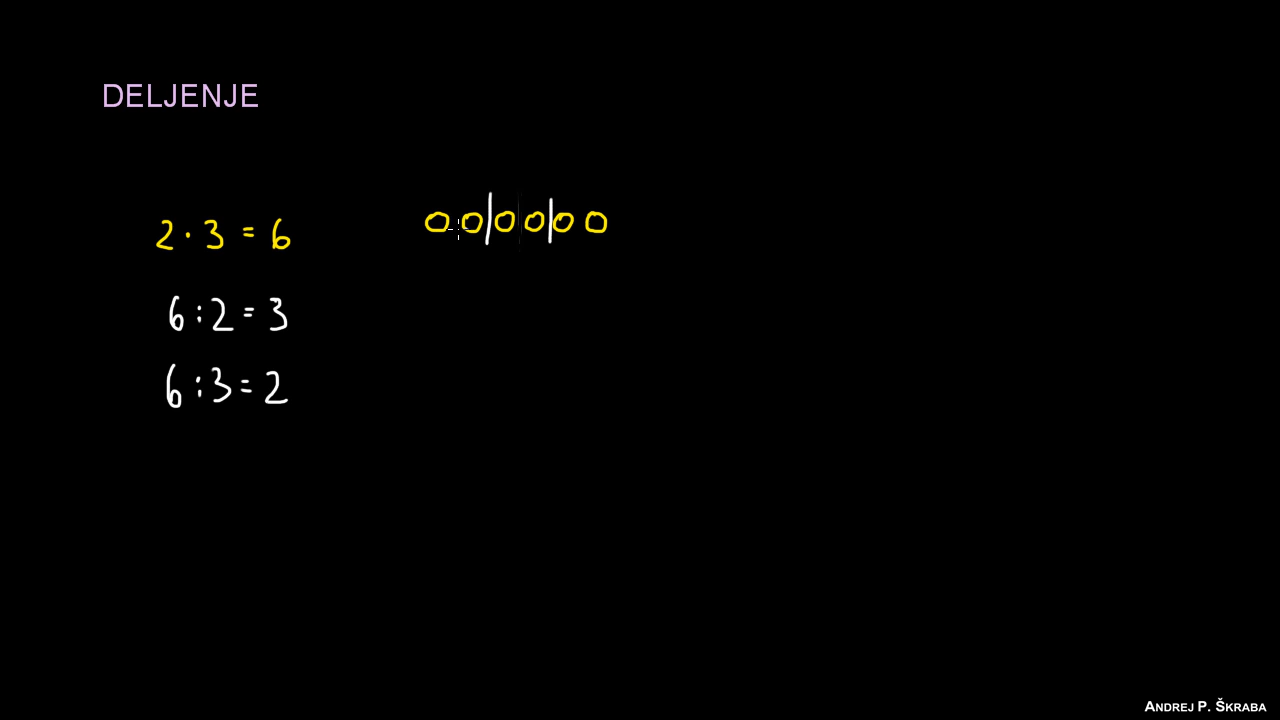 DELJENJE
2 · 3 = 6
6 : 2 = 3
6 : 3 = 2
ANDREJ P. ŠKRABA